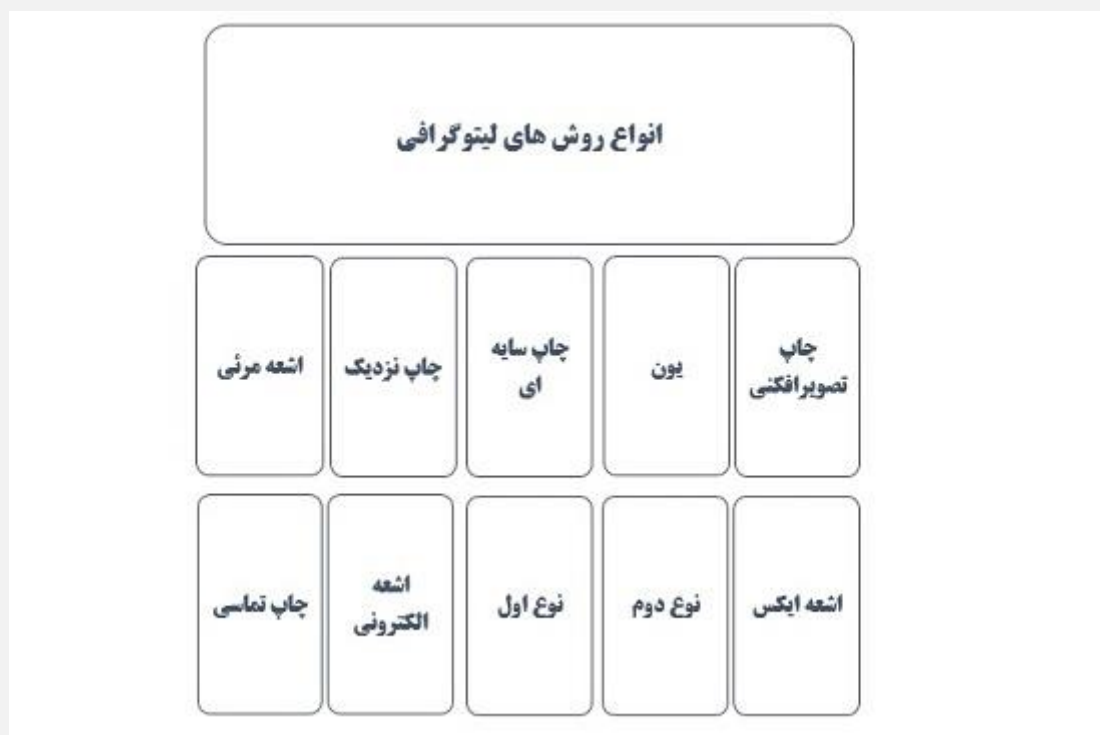 انواع روش های لیتوگرافی
چاپ
تصویرافکنی
یون
چاپ سایه
ای
چاپ نزدیک
اشعه مرئی
اشعه ایکس
نوع دوم
نوع اول
اشعه
الکترونی
چاپ تماسی